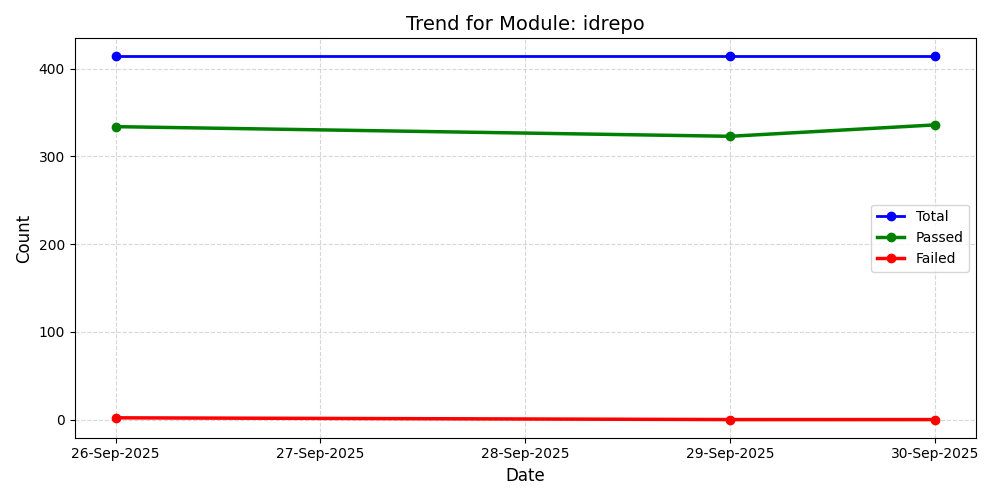 Trend for Module: idrepo
Count
400
300
200
100
0
Total
Passed
Failed
26-Sep-2025
27-Sep-2025
28-Sep-2025
29-Sep-2025
30-Sep-2025
Date